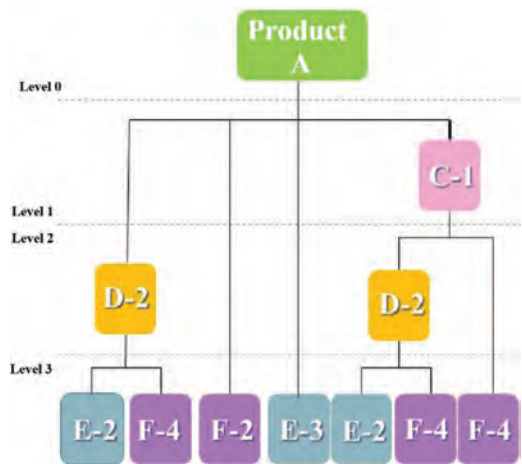 Product
A
Level 0
C-1
Level 1
Level 2
D-2
D-2
Level 3
E-2
F-4
F-2
E-3
E-2
F-4
F-4